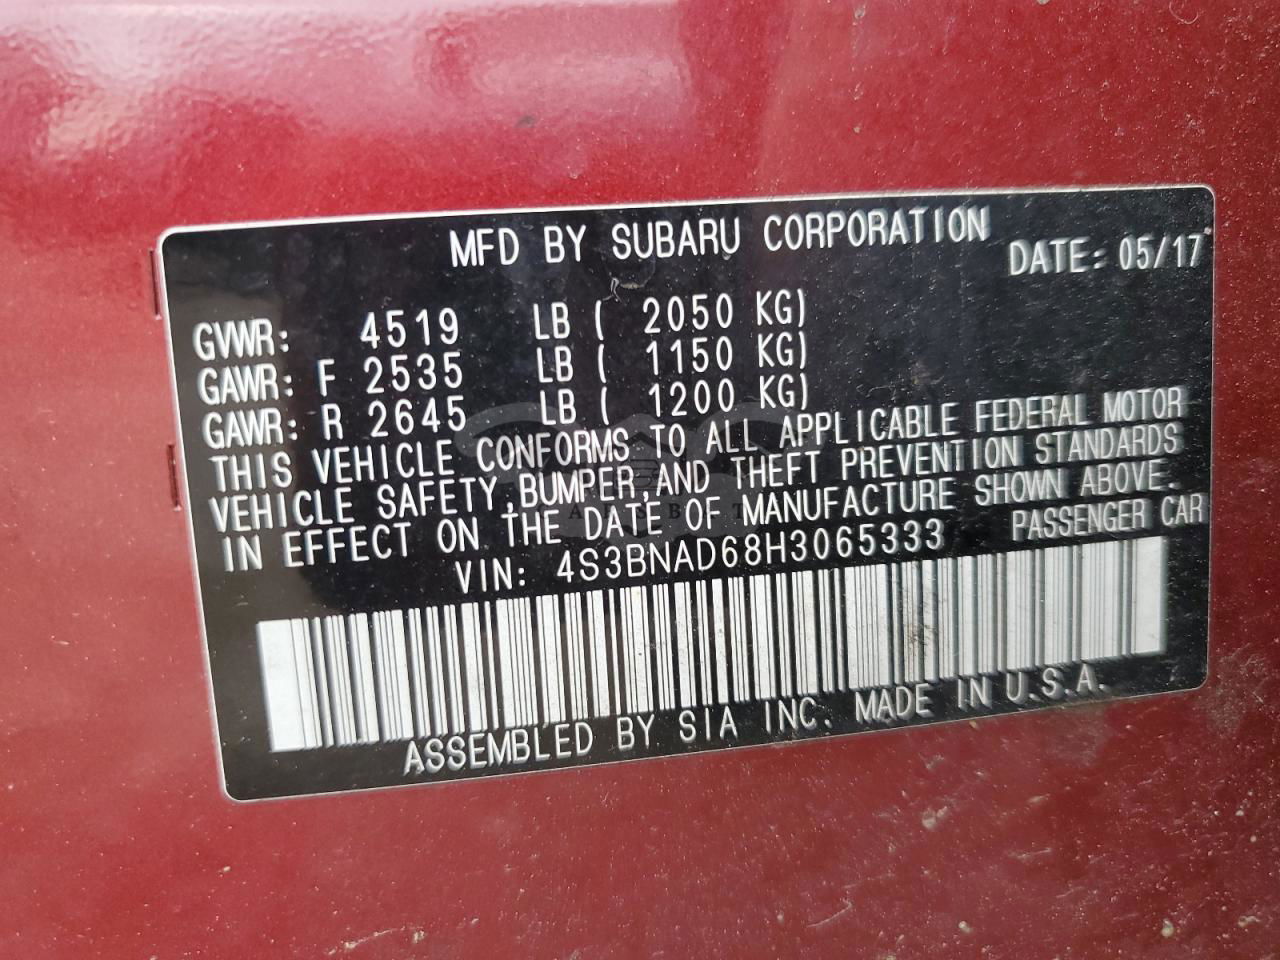 MFD BY SUBARU CORPORATION
DATE: 05/17
GVWR: 4519 LB ( 2050 KG)
GAWR: F 2535 LB ( 1150 KG)
GAWR: R 2645 LB ( 1200 KG)
THIS VEHICLE CONFORMS TO ALL APPLICABLE FEDERAL MOTOR
VEHICLE SAFETY,BUMPER,AND THEFT PREVENTION STANDARDS
IN EFFECT ON THE DATE OF MANUFACTURE SHOWN ABOVE.
VIN: 4S3BNAD68H3065333 PASSENGER CAR
ASSEMBLED BY SIA INC. MADE IN U.S.A.